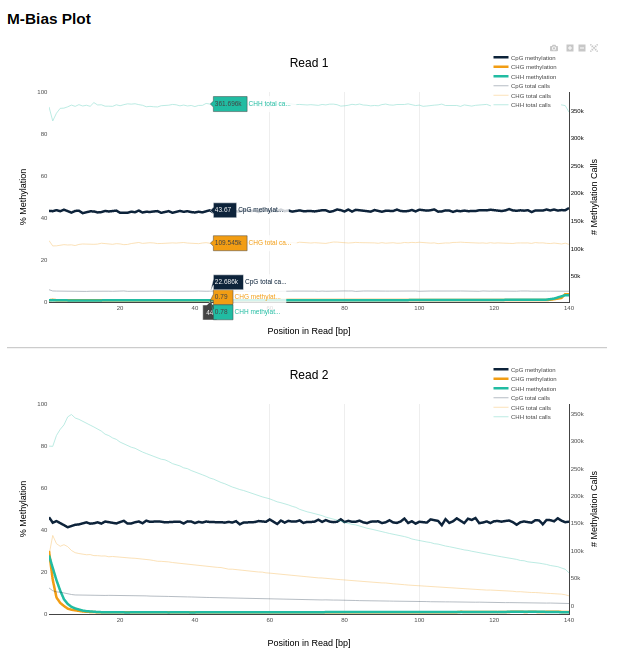 M-Bias Plot
Read 1
CpG methylation
CHG methylation
CHH methylation
CpG total calls
CHG total calls
CHH total calls
100
80
60
40
20
0
% Methylation
350k
300k
250k
200k
150k
100k
50k
# Methylation Calls
361.696k CHH total ca...
43.67 CpG methylat...
109.545k CHG total ca...
22.686k CpG total ca...
0.79 CHG methylat...
0.78 CHH methylat...
20
40
44
60
80
100
120
140
Position in Read [bp]
Read 2
CpG methylation
CHG methylation
CHH methylation
CpG total calls
CHG total calls
CHH total calls
100
80
60
40
20
0
% Methylation
350k
300k
250k
200k
150k
100k
50k
0
# Methylation Calls
20
40
60
80
100
120
140
Position in Read [bp]